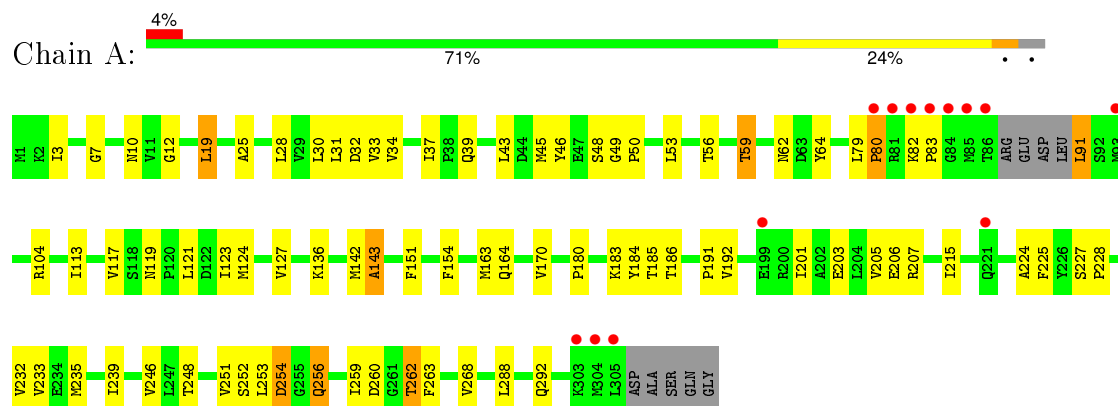 4%
Chain A:
71% 24% • •
M1 K2 I3 G7 N10 V11 G12 L19 A25 L28 V29 L30 I31 D32 V33 V34 I37 P38 Q39 L43 D44 M45 Y46 E47 S48 G49 P50 L53 T56 T59 N62 D63 Y64 L79 P80 R81 K82 P83 G84 M85 T86 ARG GLU ASP LEU L91 S92 M93
R104 I113 V117 S118 N119 P120 L121 D122 I123 M124 V127 K136 M142 A143 F151 F154 M163 Q164 V170 P180 K183 Y184 T185 T186 P191 V192 E199 R200 I201 A202 E203 L204 V205 E206 R207 I215 Q221 A224 F225 Y226 S227 P228
V232 V233 E234 M235 I239 V246 L247 T248 V251 S252 L253 D254 G255 Q256 I259 D260 G261 T262 F263 V268 L288 Q292 K303 M304 L305 ASP ALA SER GLN GLY